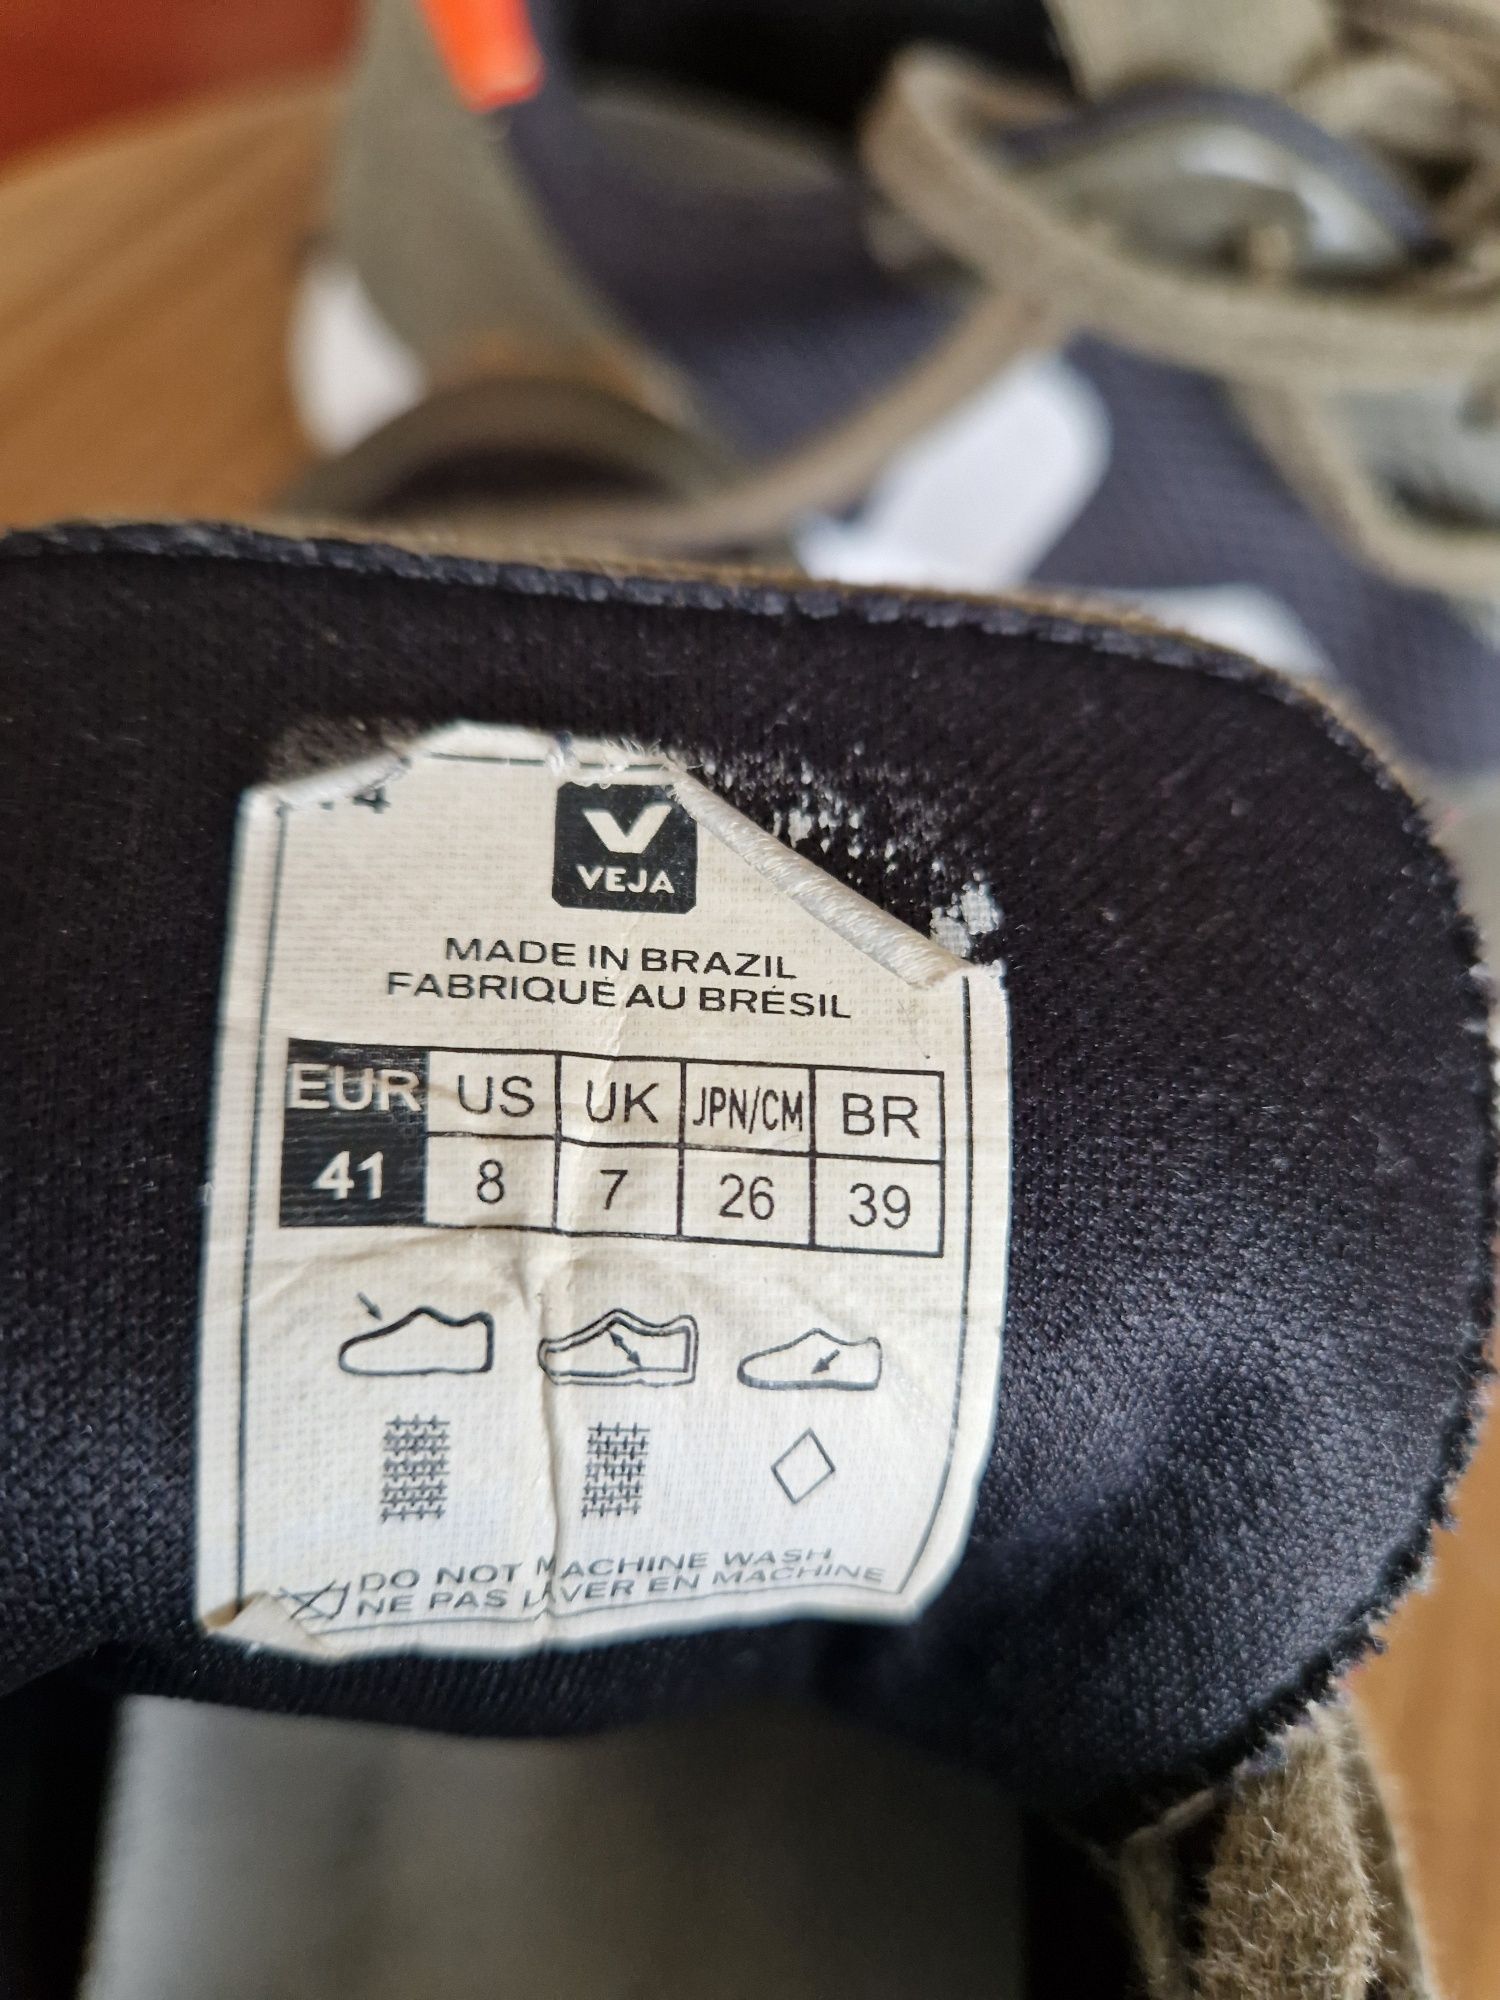 VEJA
MADE IN BRAZIL
FABRIQUÉ AU BRÉSIL
EUR US UK JPN/CM BR
41 8 7 26 39
DO NOT MACHINE WASH
NE PAS LAVER EN MACHINE